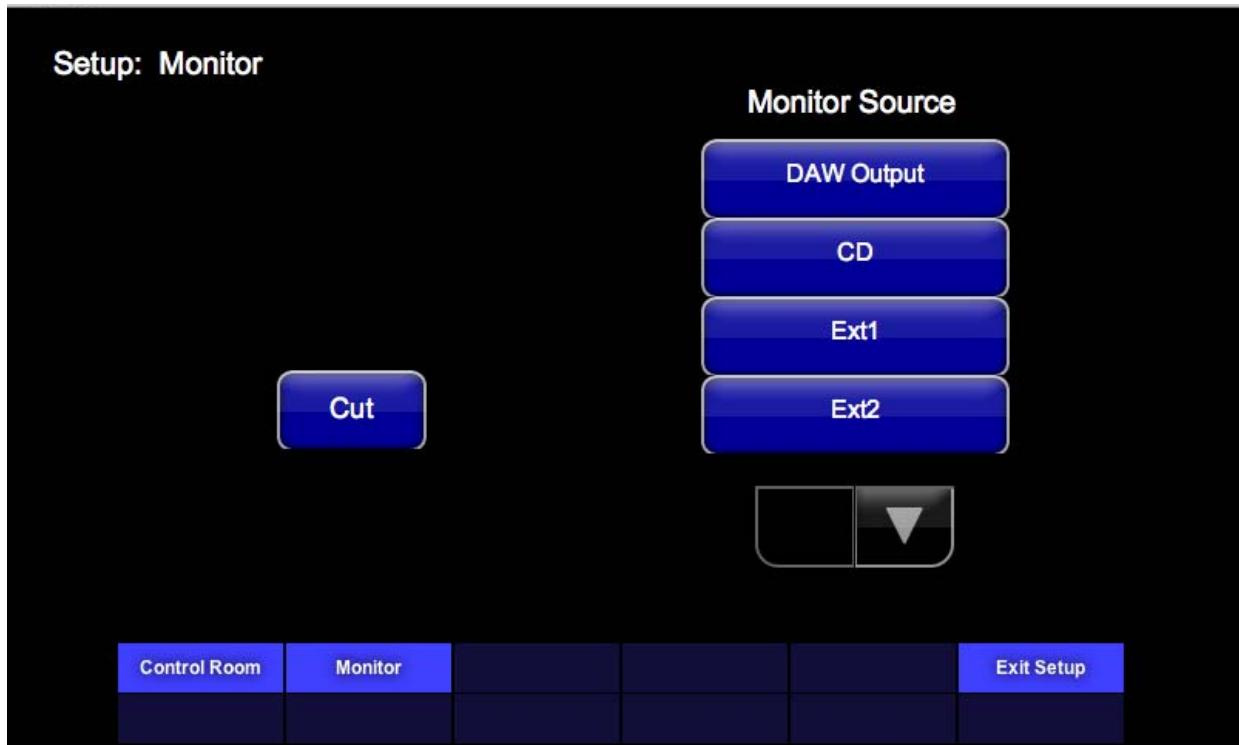 Setup: Monitor
Monitor Source
DAW Output
CD
Ext1
Ext2
Cut
Control Room
Monitor
Exit Setup